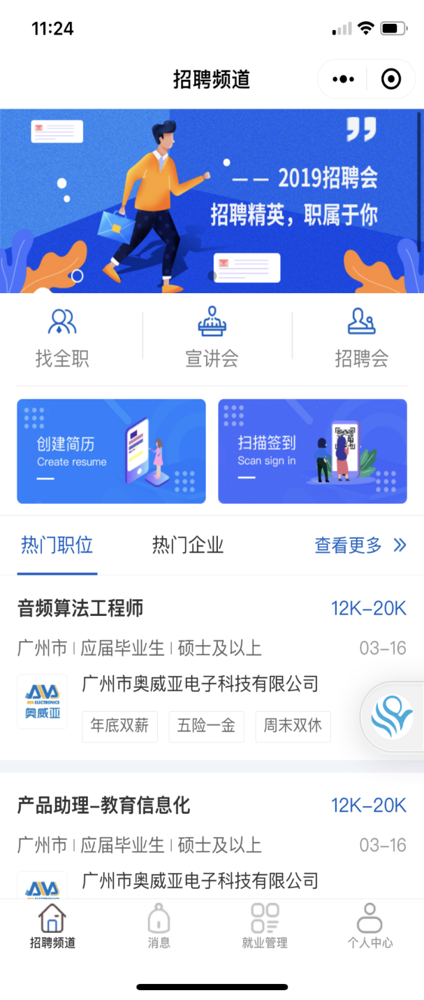 11:24
招聘频道
—— 2019招聘会
招聘精英，职属于你
找全职
宣讲会
招聘会
创建简历
Create resume
扫描签到
Scan sign in
热门职位
热门企业
查看更多
音频算法工程师
12K-20K
广州市 | 应届毕业生 | 硕士及以上
03-16
广州市奥威亚电子科技有限公司
AVA
AVA ELECTRONICS
奥威亚
年底双薪
五险一金
周末双休
产品助理-教育信息化
12K-20K
广州市 | 应届毕业生 | 硕士及以上
03-16
广州市奥威亚电子科技有限公司
AVA
招聘频道
消息
就业管理
个人中心